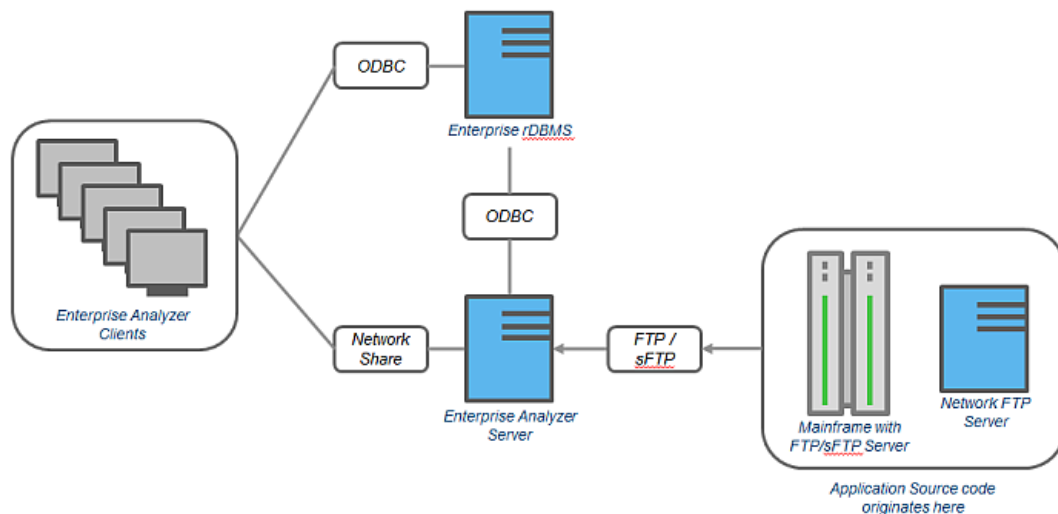 ODBC
Enterprise rDBMS
ODBC
Enterprise Analyzer
Clients
Network
Share
Enterprise Analyzer
Server
FTP /
sFTP
Mainframe with
FTP/sFTP Server
Network FTP
Server
Application Source code
originates here